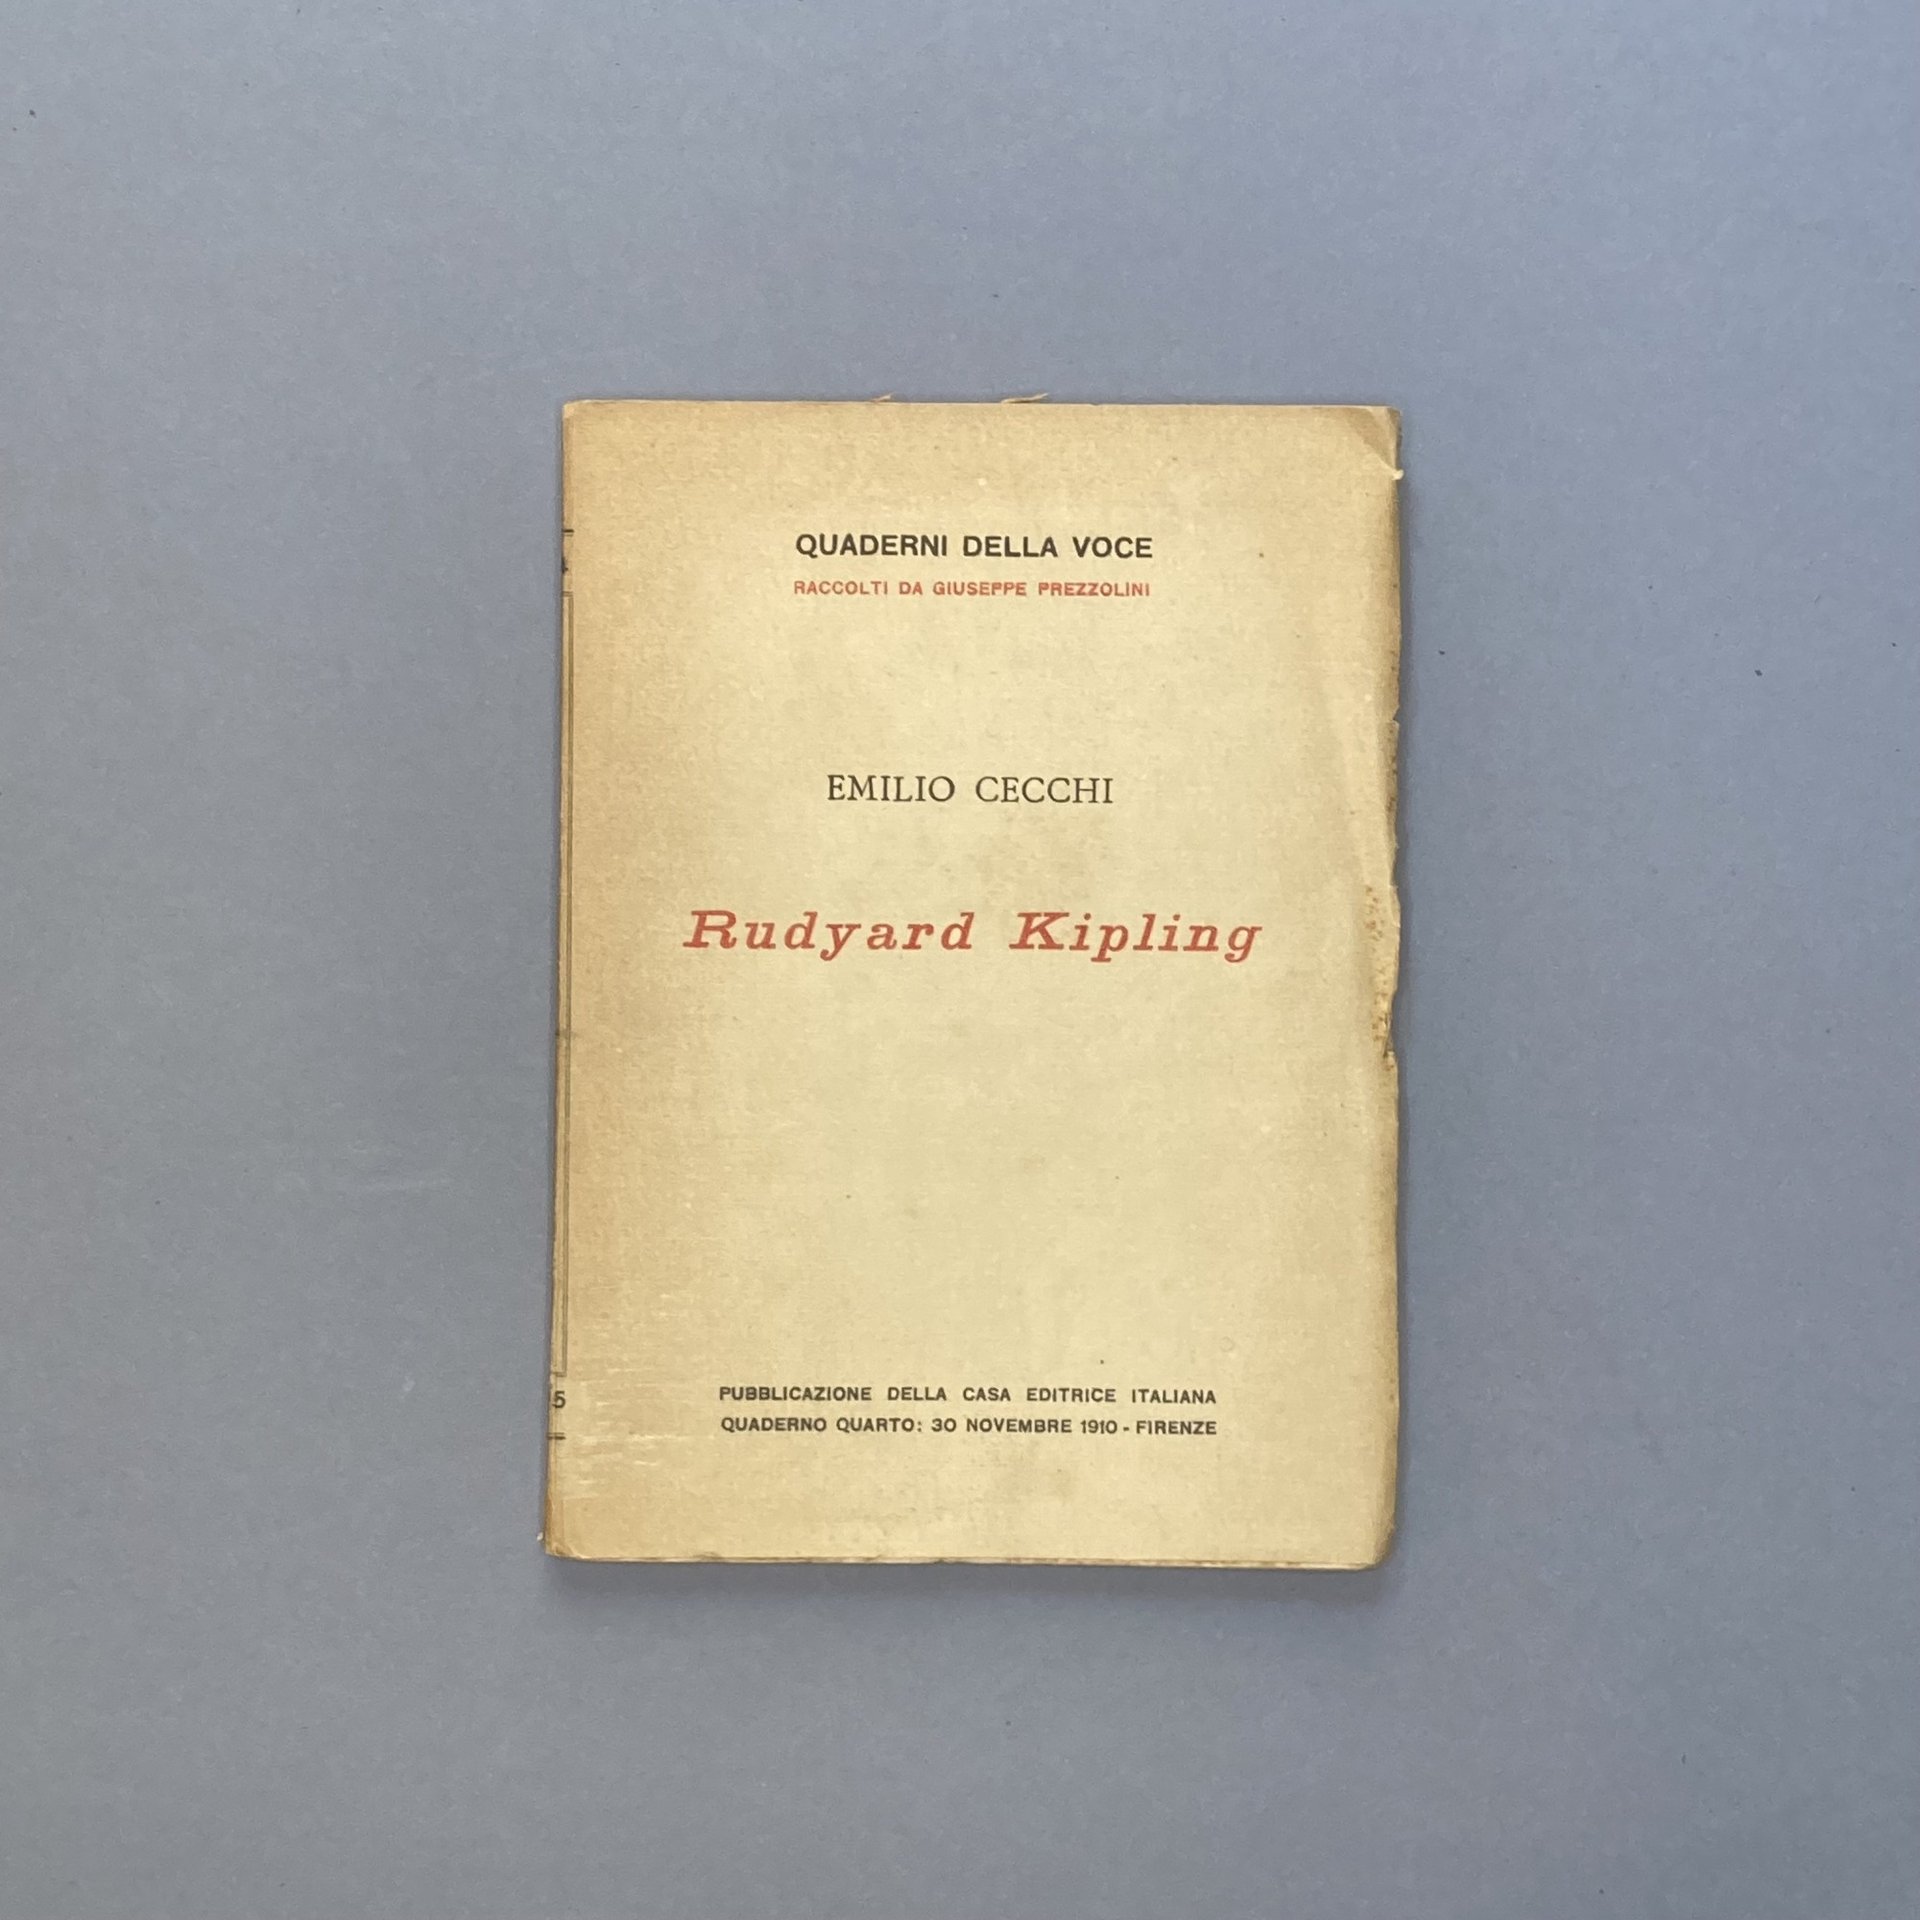 QUADERNI DELLA VOCE
RACCOLTI DA GIUSEPPE PREZZOLINI
EMILIO CECCHI
Rudyard Kipling
PUBBLICAZIONE DELLA CASA EDITRICE ITALIANA
QUADERNO QUARTO: 30 NOVEMBRE 1910 - FIRENZE
5